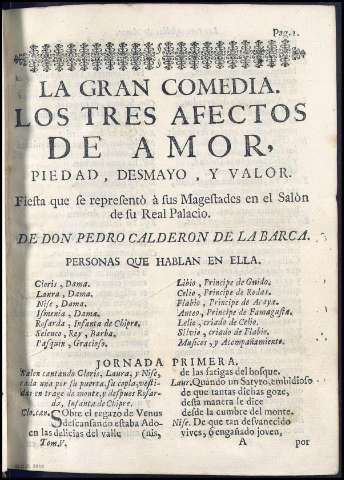 Pag.1.
LA GRAN COMEDIA.
LOS TRES AFECTOS
DE AMOR,
PIEDAD, DESMAYO, Y VALOR.
Fiesta que se representò à sus Magestades en el Salòn
de su Real Palacio.
DE DON PEDRO CALDERON DE LA BARCA.
PERSONAS QUE HABLAN EN ELLA.
Cloris, Dama.
Laura, Dama.
Nise, Dama.
Ismenia, Dama.
Rosarda, Infanta de Chipre.
Seleuco, Rey, Barba.
Pasquin, Gracioso.
Libio, Principe de Guido.
Celio, Principe de Rodas.
Flabio, Principe de Acaya.
Anteo, Principe de Famagusta.
Lelio, criado de Celio.
Silvio, criado de Flabio.
Musicos, y Acompañamiento.
JORNADA PRIMERA.
Salen cantando Cloris, Laura, y Nise,
cada una por su puerta, su copla, vesti-
das en trage de monte, y despues Rosar-
da, Infanta de Chipre.
Clo.can. Sobre el regazo de Venus
descansando estaba Ado-
en las delicias del valle (nis,
Tom.V.
de las fatigas del bosque.
Laur. Quando un Satyro, embidioso
de que tantas dichas goze,
desta manera le dice
desde la cumbre del monte.
Nise. De que tan desvanecido
vives, ò engañado joven,
A
por